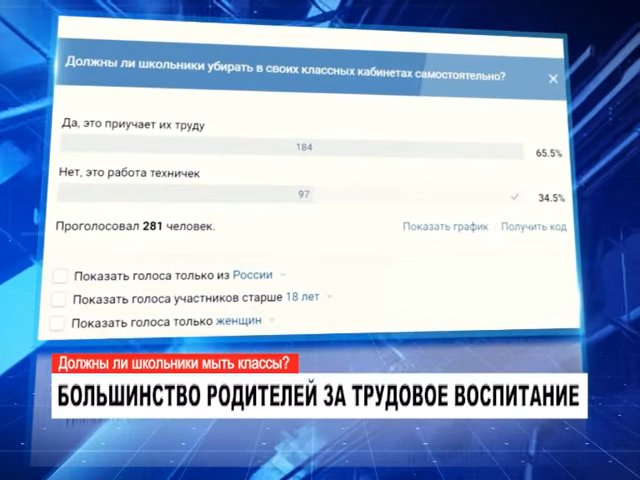 Должны ли школьники убирать в своих классных кабинетах самостоятельно?
Да, это приучает их труду
184
65.5%
Нет, это работа техничек
97
34.5%
Проголосовал 281 человек.
Показать график Получить код
Показать голоса только из России
Показать голоса участников старше 18 лет
Показать голоса только женщин
Должны ли школьники мыть классы?
БОЛЬШИНСТВО РОДИТЕЛЕЙ ЗА ТРУДОВОЕ ВОСПИТАНИЕ